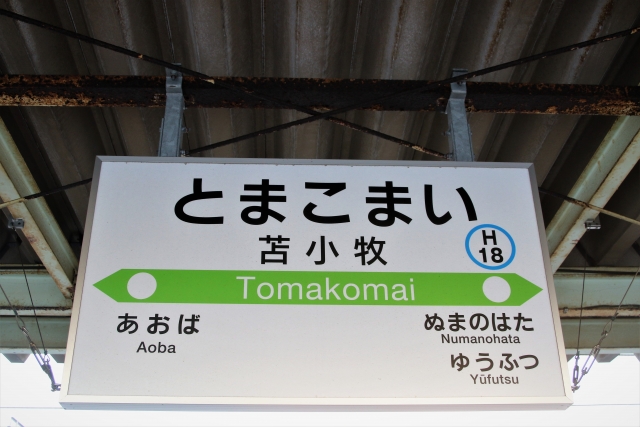 とまこまい
苫小牧
H
18
Tomakomai
あおば
Aoba
ぬまのはた
Numanohata
ゆうふつ
Yūfutsu